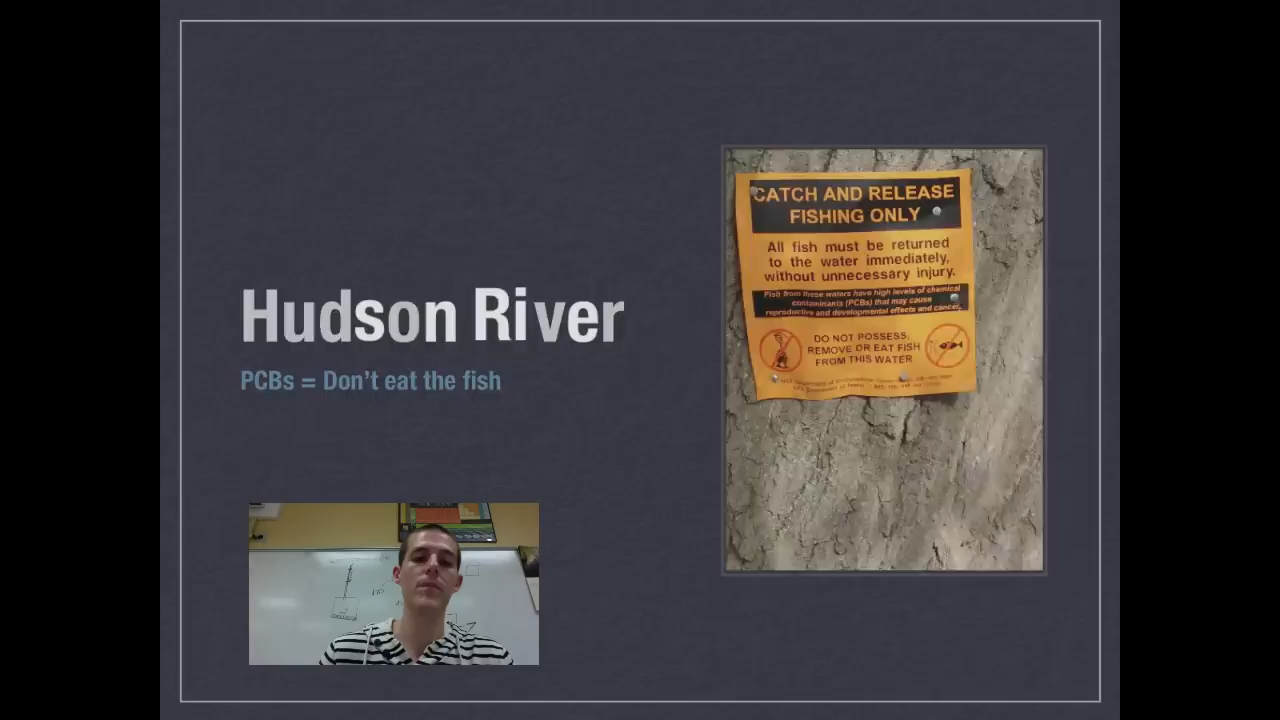 Hudson River
PCBs = Don't eat the fish
CATCH AND RELEASE
FISHING ONLY
All fish must be returned
to the water immediately,
without unnecessary injury.
Fish from these waters have high levels of chemical
contaminants (PCBs) that may cause
reproductive and developmental effects and cancer.
DO NOT POSSESS,
REMOVE OR EAT FISH
FROM THIS WATER